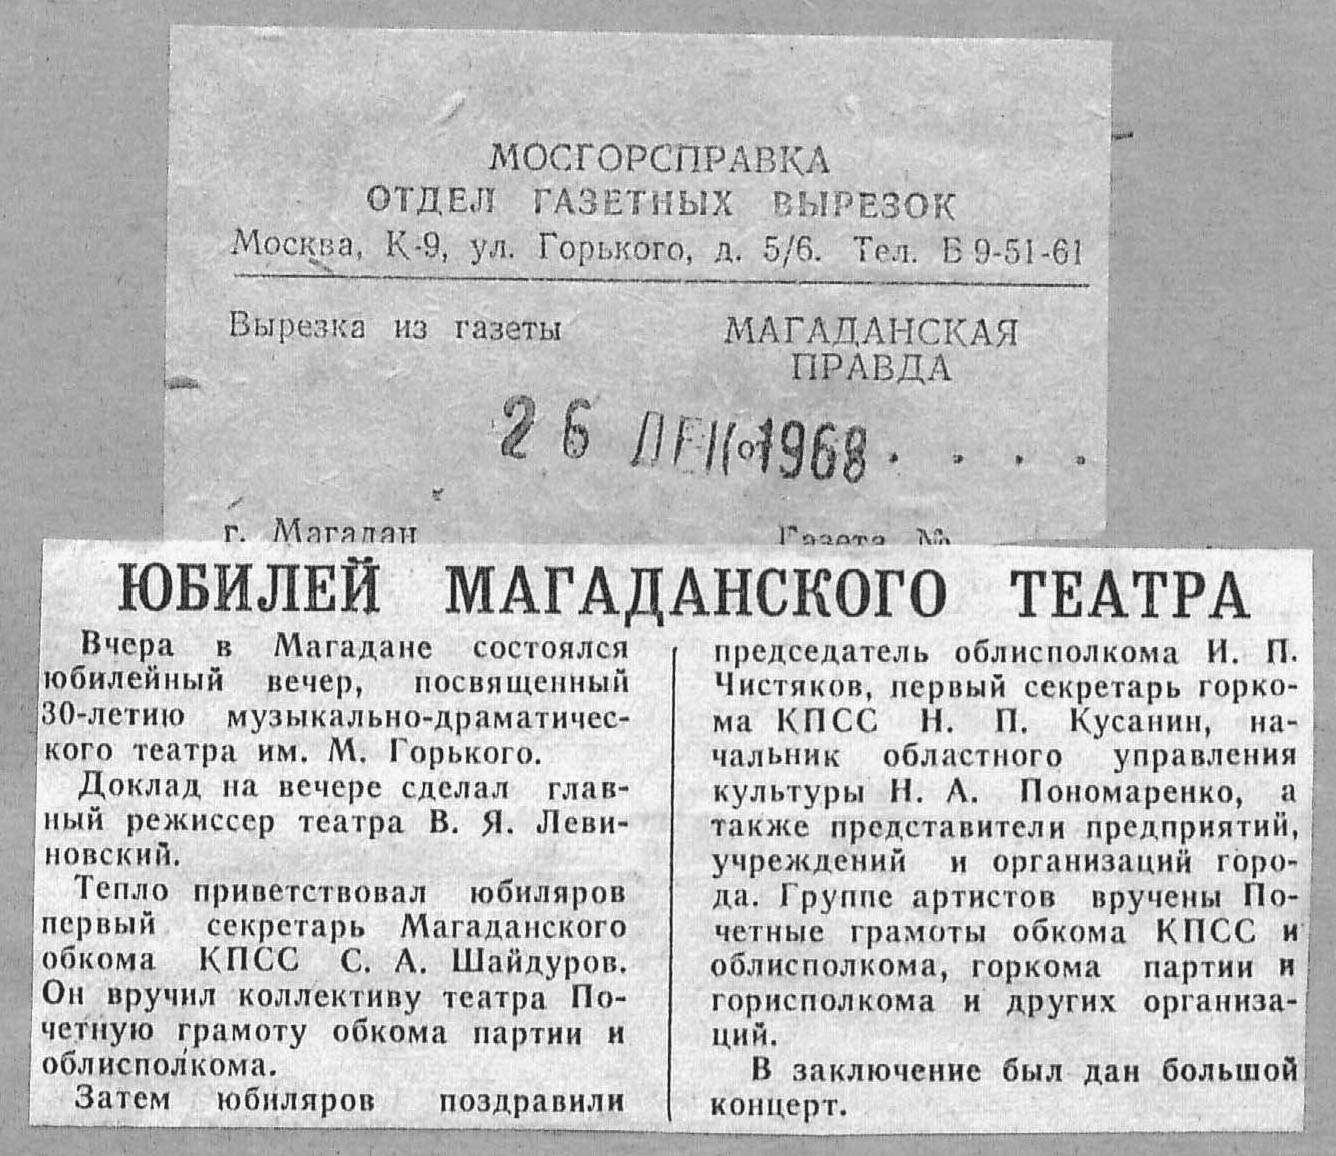 МОСГОРСПРАВКА
ОТДЕЛ ГАЗЕТНЫХ ВЫРЕЗОК
Москва, К-9, ул. Горького, д. 5/6. Тел. Б 9-51-61
Вырезка из газеты
МАГАДАНСКАЯ
ПРАВДА
26 ДЕК 1968 . . . .
г. Магадан Газета №
ЮБИЛЕЙ МАГАДАНСКОГО ТЕАТРА
Вчера в Магадане состоялся
юбилейный вечер, посвященный
30-летию музыкально-драматичес-
кого театра им. М. Горького.
Доклад на вечере сделал глав-
ный режиссер театра В. Я. Леви-
новский.
Тепло приветствовал юбиляров
первый секретарь Магаданского
обкома КПСС С. А. Шайдуров.
Он вручил коллективу театра По-
четную грамоту обкома партии и
облисполкома.
Затем юбиляров поздравили
председатель облисполкома И. П.
Чистяков, первый секретарь горко-
ма КПСС Н. П. Кусанин, на-
чальник областного управления
культуры Н. А. Пономаренко, а
также представители предприятий,
учреждений и организаций горо-
да. Группе артистов вручены По-
четные грамоты обкома КПСС и
облисполкома, горкома партии и
горисполкома и других организа-
ций.
В заключение был дан большой
концерт.